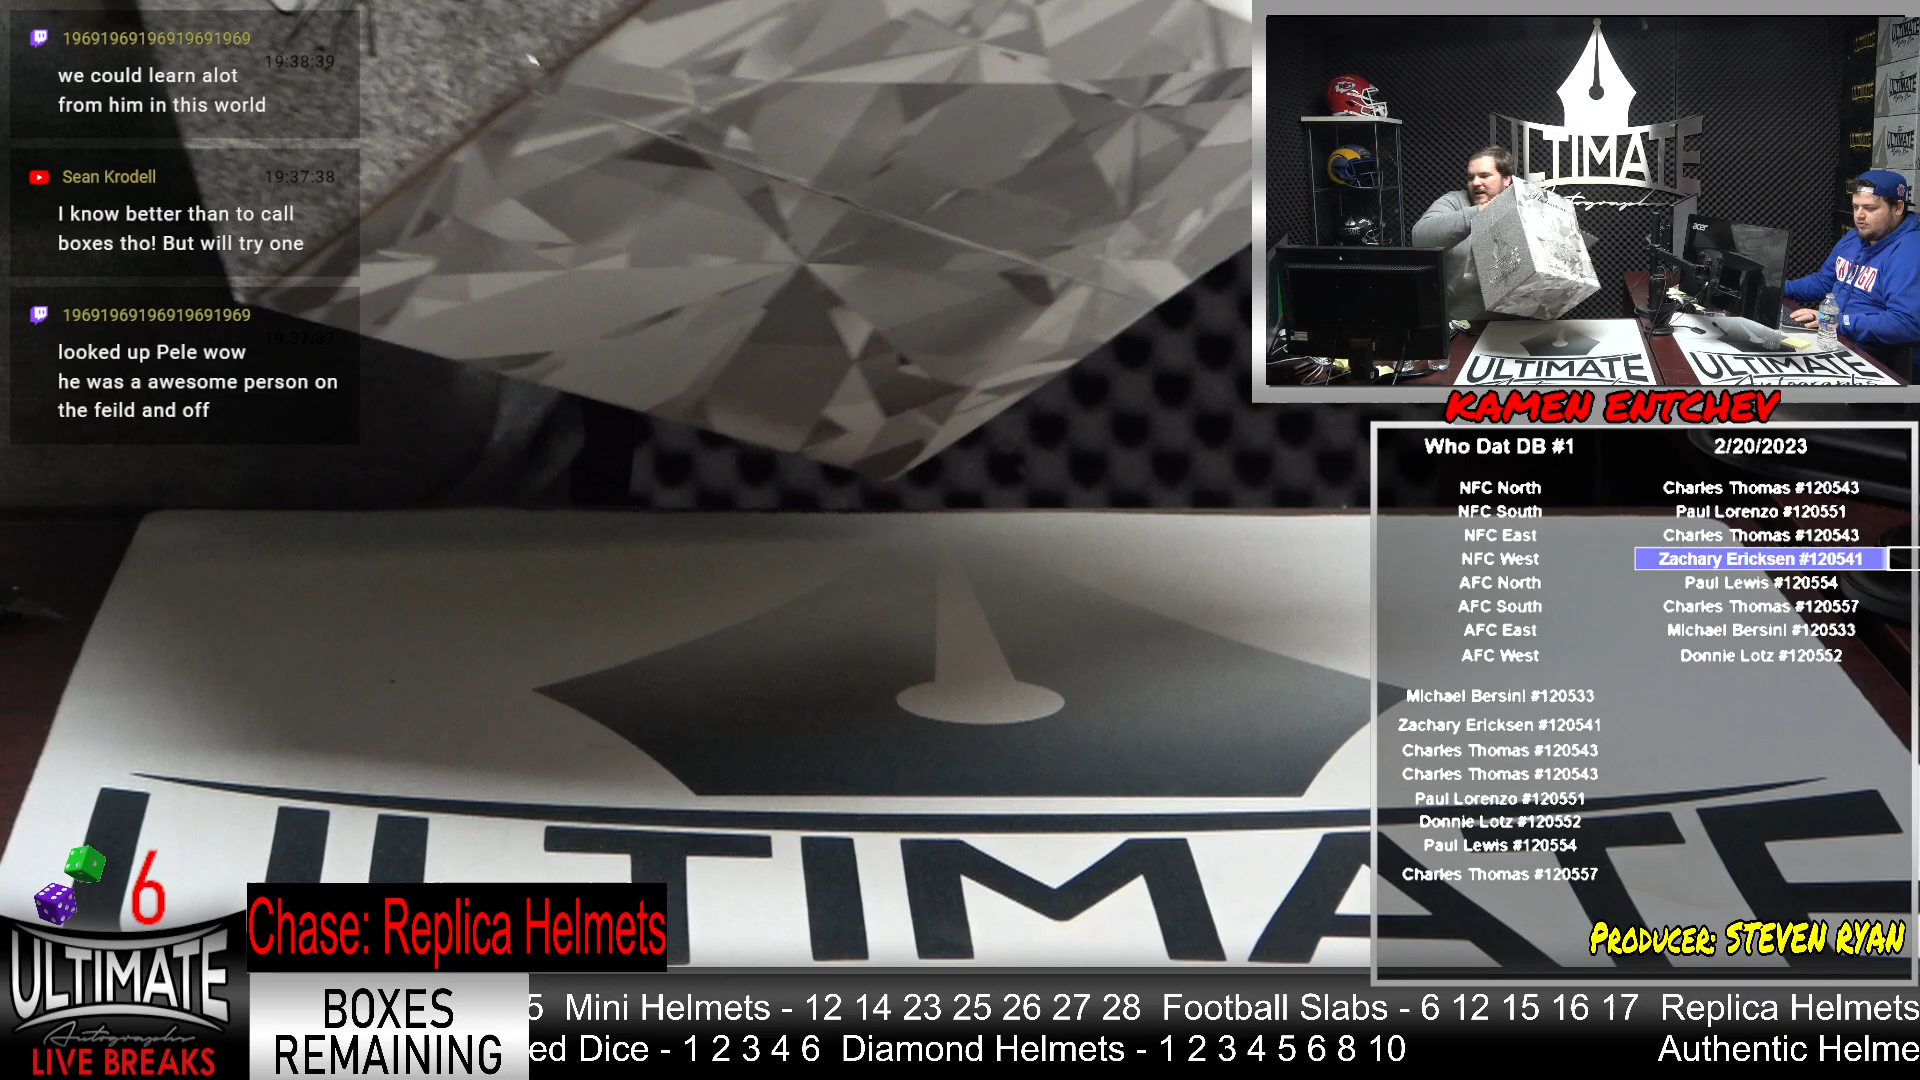 19691969196919691969
19:38:39
we could learn alot
from him in this world
Sean Krodell
19:37:38
I know better than to call
boxes tho! But will try one
19691969196919691969
19:37:37
looked up Pele wow
he was a awesome person on
the feild and off
ULTIMATE
acer
ULTIMATE
ULTIMATE
KAMEN ENTCHEV
Who Dat DB #1 2/20/2023
NFC North Charles Thomas #120543
NFC South Paul Lorenzo #120551
NFC East Charles Thomas #120543
NFC West Zachary Ericksen #120541
AFC North Paul Lewis #120554
AFC South Charles Thomas #120557
AFC East Michael Bersini #120533
AFC West Donnie Lotz #120552
Michael Bersini #120533
Zachary Ericksen #120541
Charles Thomas #120543
Charles Thomas #120543
Paul Lorenzo #120551
Donnie Lotz #120552
Paul Lewis #120554
Charles Thomas #120557
Producer: STEVEN RYAN
ULTIMATE
6
ULTIMATE
Autographs
LIVE BREAKS
Chase: Replica Helmets
BOXES
REMAINING
5 Mini Helmets - 12 14 23 25 26 27 28 Football Slabs - 6 12 15 16 17 Replica Helmets
ed Dice - 1 2 3 4 6 Diamond Helmets - 1 2 3 4 5 6 8 10 Authentic Helme